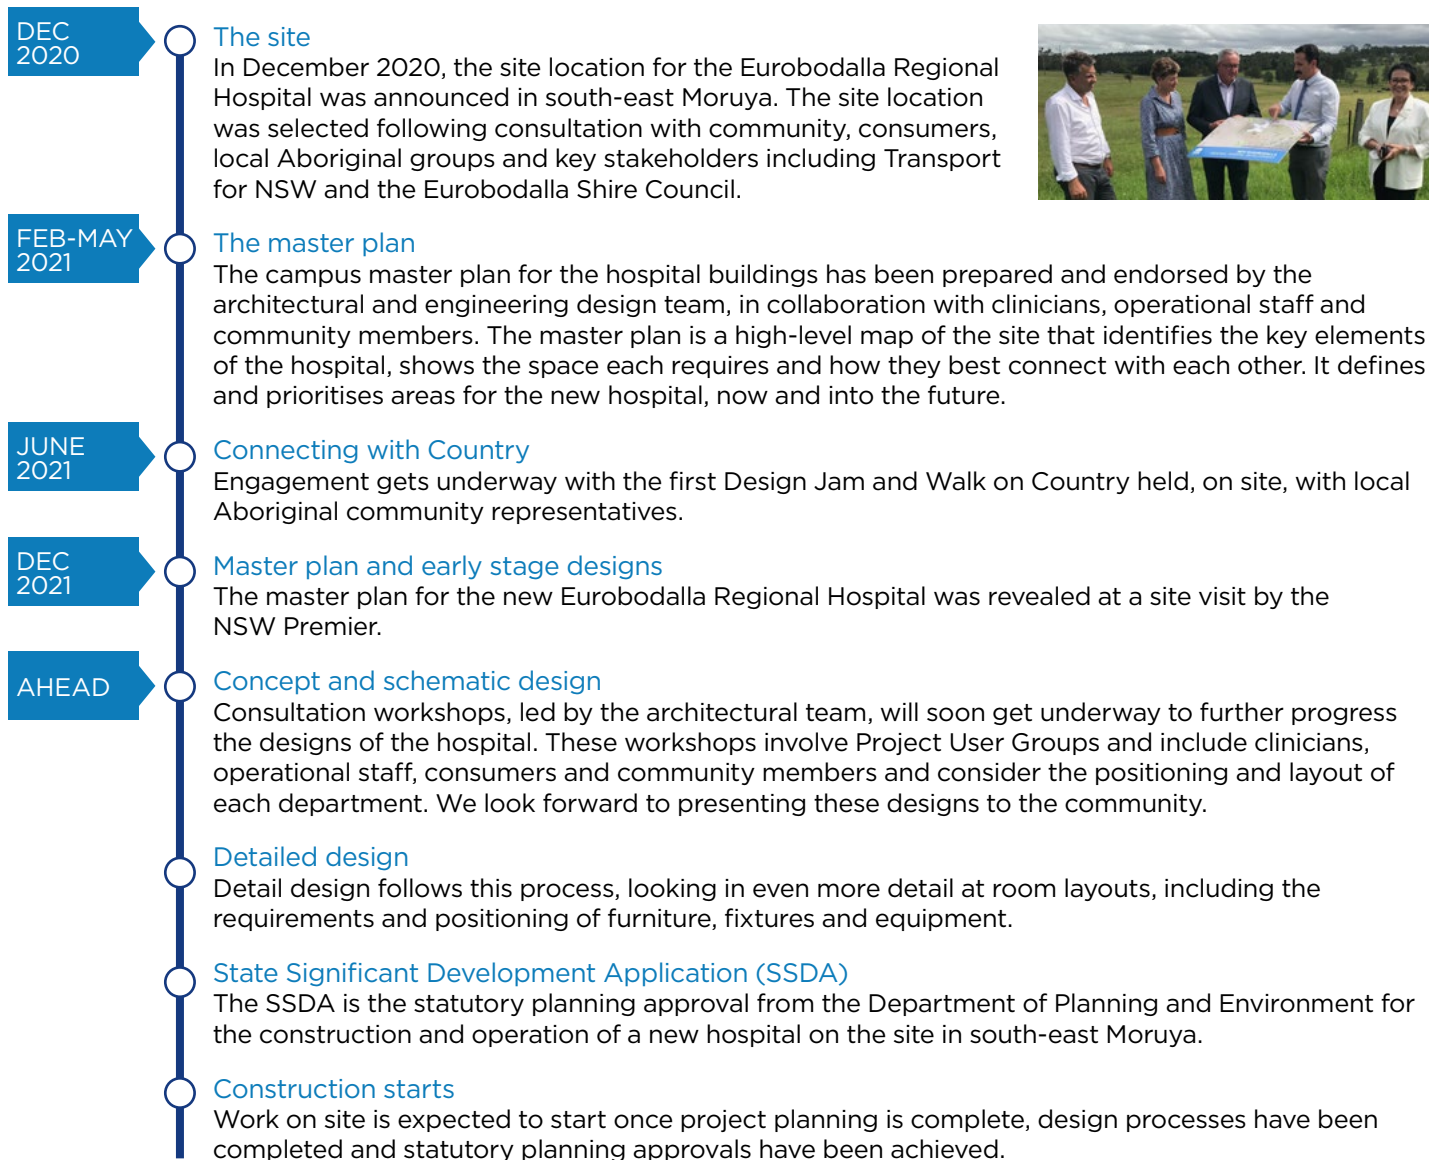 DEC
2020
The site
In December 2020, the site location for the Eurobodalla Regional
Hospital was announced in south-east Moruya. The site location
was selected following consultation with community, consumers,
local Aboriginal groups and key stakeholders including Transport
for NSW and the Eurobodalla Shire Council.
FEB-MAY
2021
The master plan
The campus master plan for the hospital buildings has been prepared and endorsed by the
architectural and engineering design team, in collaboration with clinicians, operational staff and
community members. The master plan is a high-level map of the site that identifies the key elements
of the hospital, shows the space each requires and how they best connect with each other. It defines
and prioritises areas for the new hospital, now and into the future.
JUNE
2021
Connecting with Country
Engagement gets underway with the first Design Jam and Walk on Country held, on site, with local
Aboriginal community representatives.
DEC
2021
Master plan and early stage designs
The master plan for the new Eurobodalla Regional Hospital was revealed at a site visit by the
NSW Premier.
AHEAD
Concept and schematic design
Consultation workshops, led by the architectural team, will soon get underway to further progress
the designs of the hospital. These workshops involve Project User Groups and include clinicians,
operational staff, consumers and community members and consider the positioning and layout of
each department. We look forward to presenting these designs to the community.
Detailed design
Detail design follows this process, looking in even more detail at room layouts, including the
requirements and positioning of furniture, fixtures and equipment.
State Significant Development Application (SSDA)
The SSDA is the statutory planning approval from the Department of Planning and Environment for
the construction and operation of a new hospital on the site in south-east Moruya.
Construction starts
Work on site is expected to start once project planning is complete, design processes have been
completed and statutory planning approvals have been achieved.